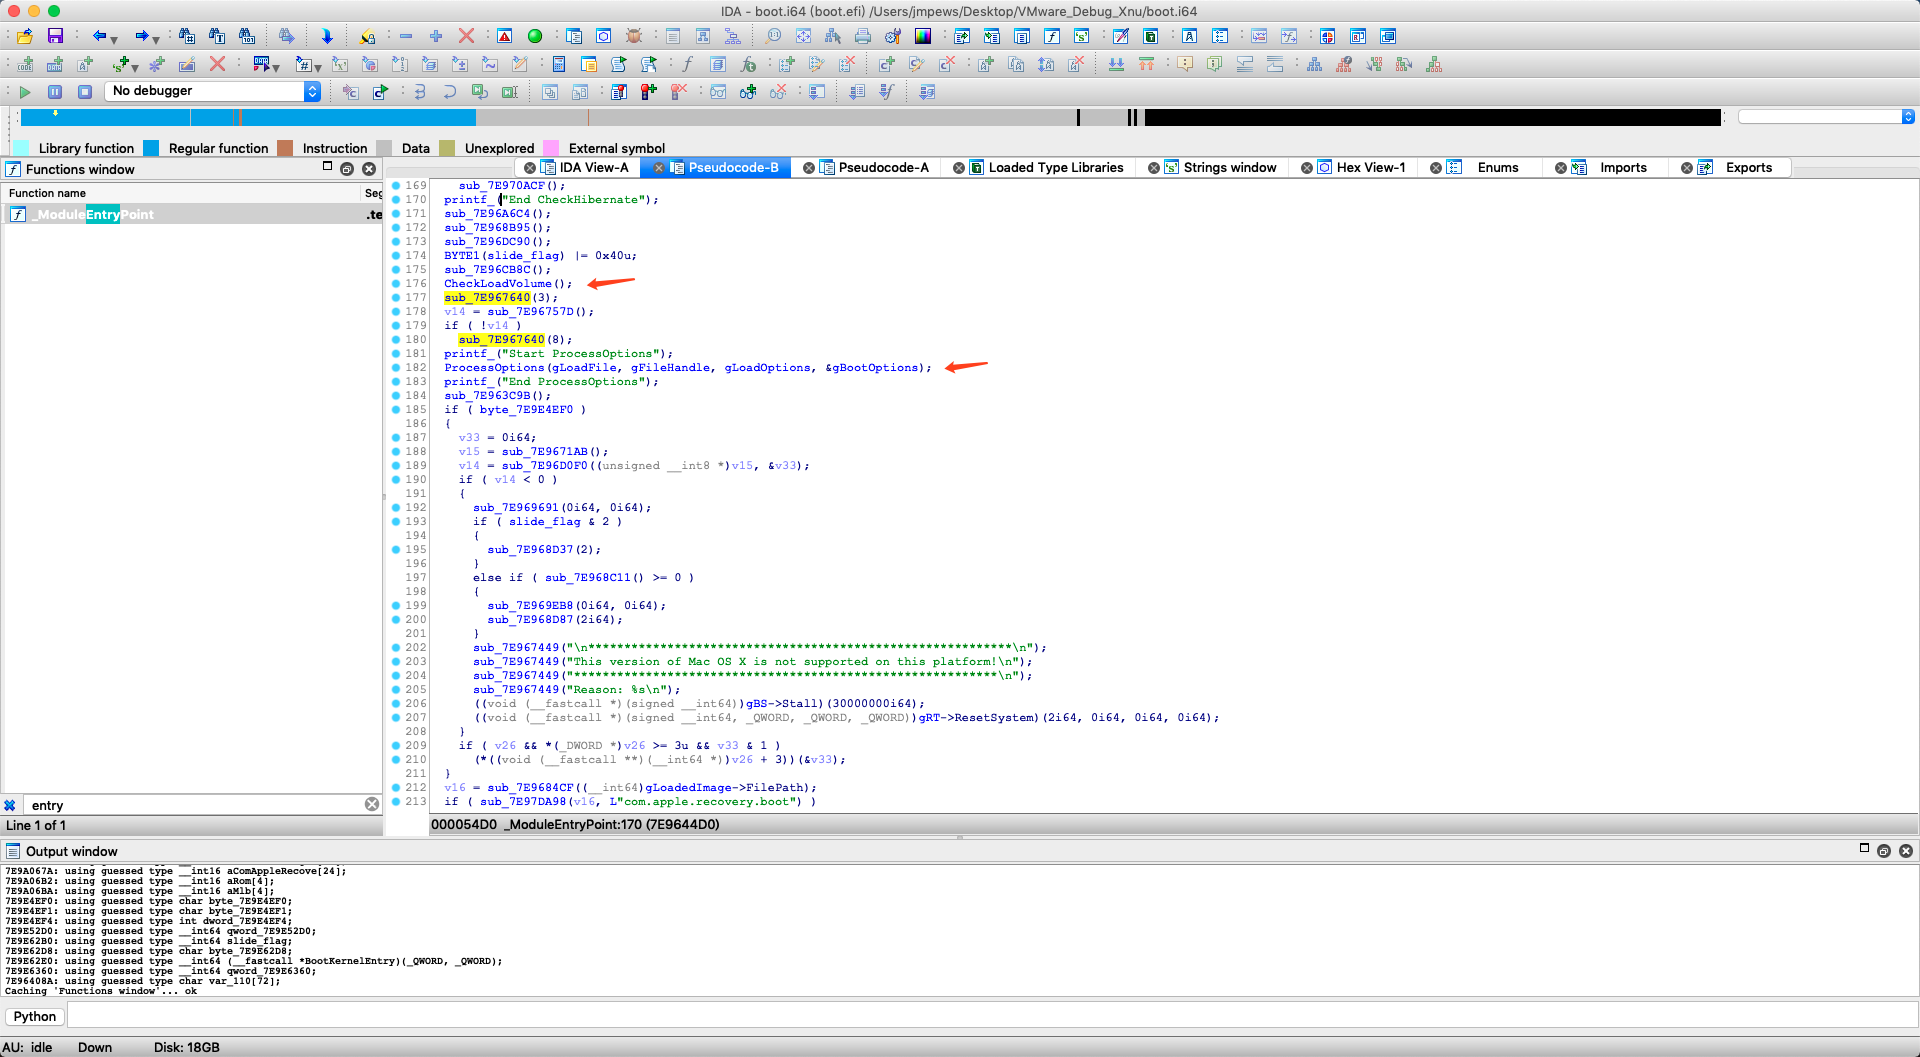 IDA - boot.i64 (boot.efi) /Users/jmpews/Desktop/VMware_Debug_Xnu/boot.i64
No debugger
Library function Regular function Instruction Data Unexplored External symbol
Functions window
Function name Seg
_ModuleEntryPoint .te
entry
Line 1 of 1
IDA View-A Pseudocode-B Pseudocode-A Loaded Type Libraries Strings window Hex View-1 Enums Imports Exports
169 sub_7E970ACF();
170 printf_("End CheckHibernate");
171 sub_7E96A6C4();
172 sub_7E968B95();
173 sub_7E96DC90();
174 BYTE1(slide_flag) |= 0x40u;
175 sub_7E96CB8C();
176 CheckLoadVolume();
177 sub_7E967640(3);
178 v14 = sub_7E96757D();
179 if ( !v14 )
180 sub_7E967640(8);
181 printf_("Start ProcessOptions");
182 ProcessOptions(gLoadFile, gFileHandle, gLoadOptions, &gBootOptions);
183 printf_("End ProcessOptions");
184 sub_7E963C9B();
185 if ( byte_7E9E4EF0 )
186 {
187 v33 = 0i64;
188 v15 = sub_7E9671AB();
189 v14 = sub_7E96D0F0((unsigned __int8 *)v15, &v33);
190 if ( v14 < 0 )
191 {
192 sub_7E969691(0i64, 0i64);
193 if ( slide_flag & 2 )
194 {
195 sub_7E968D37(2);
196 }
197 else if ( sub_7E968C11() >= 0 )
198 {
199 sub_7E969EB8(0i64, 0i64);
200 sub_7E968D87(2i64);
201 }
202 sub_7E967449("\n***********************************************************\n");
203 sub_7E967449("This version of Mac OS X is not supported on this platform!\n");
204 sub_7E967449("***********************************************************\n");
205 sub_7E967449("Reason: %s\n");
206 ((void (__fastcall *)(signed __int64))gBS->Stall)(30000000i64);
207 ((void (__fastcall *)(signed __int64, _QWORD, _QWORD, _QWORD))gRT->ResetSystem)(2i64, 0i64, 0i64, 0i64);
208 }
209 if ( v26 && *(_DWORD *)v26 >= 3u && v33 & 1 )
210 (*((void (__fastcall **)(__int64 *))v26 + 3))(&v33);
211 }
212 v16 = sub_7E9684CF((__int64)gLoadedImage->FilePath);
213 if ( sub_7E97DA98(v16, L"com.apple.recovery.boot") )
000054D0 _ModuleEntryPoint:170 (7E9644D0)
Output window
7E9A067A: using guessed type __int16 aComAppleRecove[24];
7E9A06B2: using guessed type __int16 aRom[4];
7E9A06BA: using guessed type __int16 aMlb[4];
7E9E4EF0: using guessed type char byte_7E9E4EF0;
7E9E4EF1: using guessed type char byte_7E9E4EF1;
7E9E4EF4: using guessed type int dword_7E9E4EF4;
7E9E52D0: using guessed type __int64 qword_7E9E52D0;
7E9E62B0: using guessed type __int64 slide_flag;
7E9E62D8: using guessed type char byte_7E9E62D8;
7E9E62E0: using guessed type __int64 (__fastcall *BootKernelEntry)(_QWORD, _QWORD);
7E9E6360: using guessed type __int64 qword_7E9E6360;
7E96408A: using guessed type char var_110[72];
Caching 'Functions window'... ok
Python
AU: idle Down Disk: 18GB